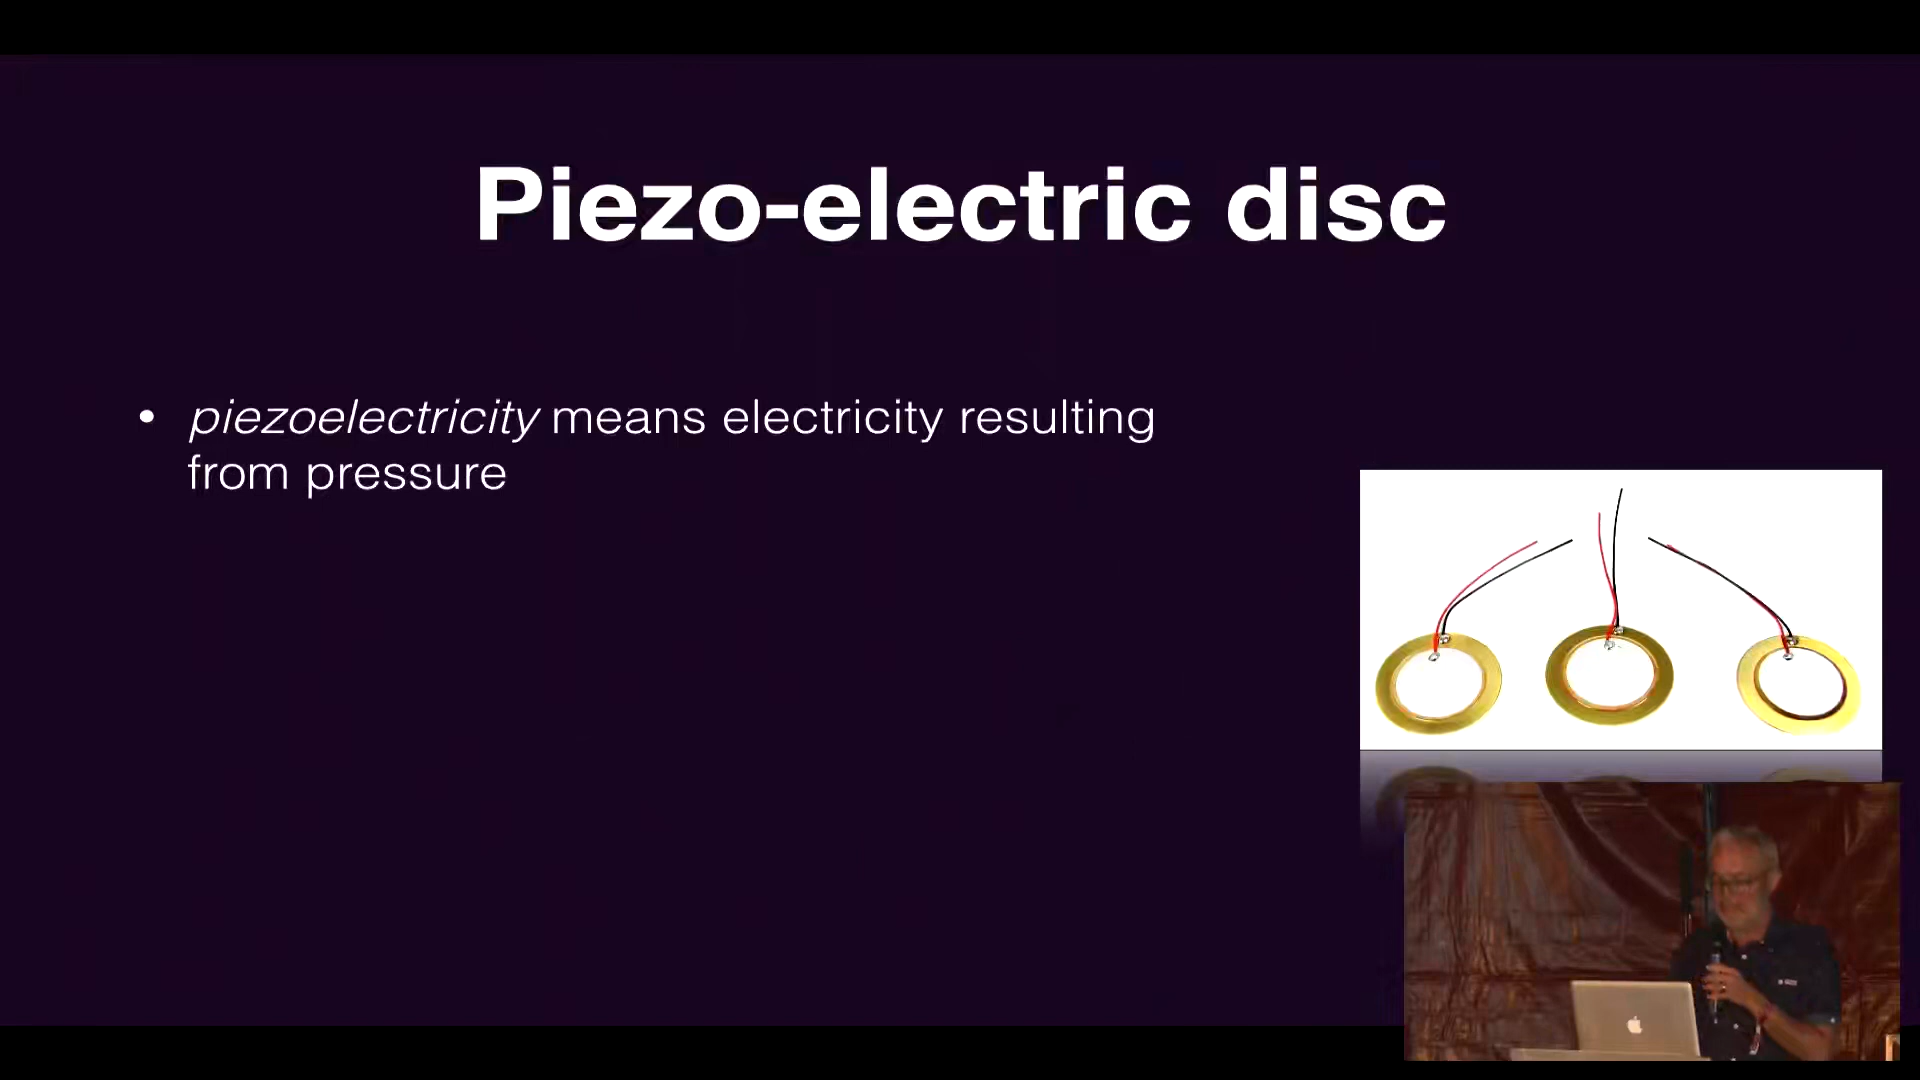 Piezo-electric disc
• piezoelectricity means electricity resulting
from pressure